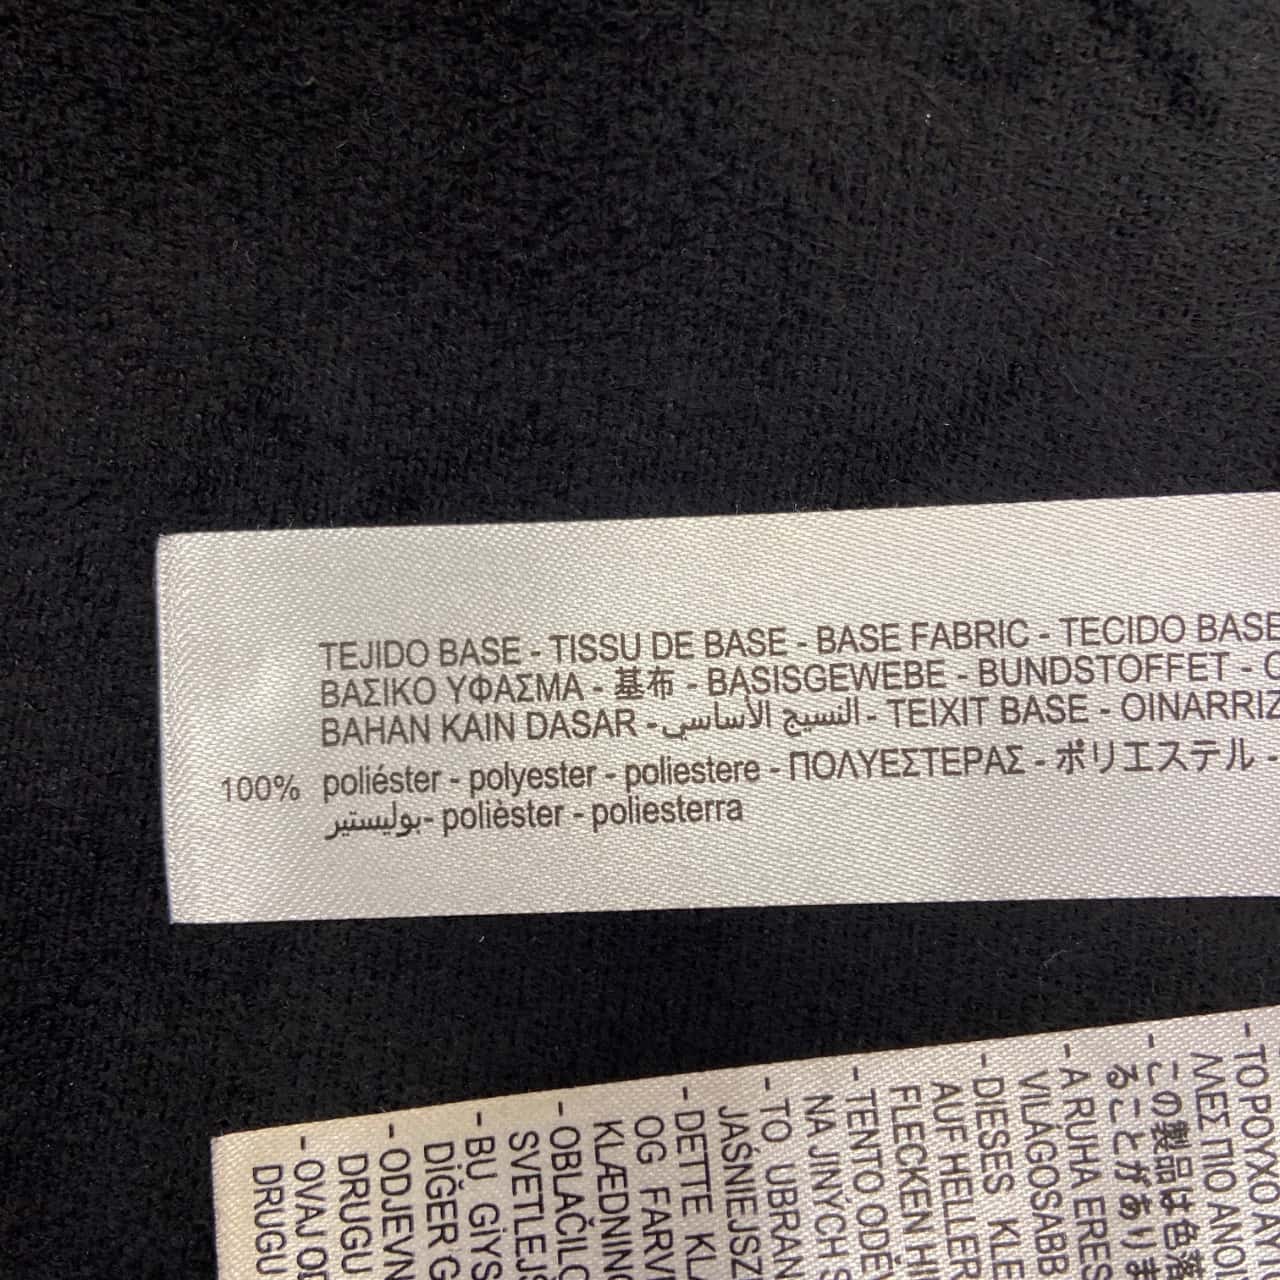 TEJIDO BASE - TISSU DE BASE - BASE FABRIC - TECIDO BASE
ΒΑΣΙΚΟ ΥΦΑΣΜΑ - 基布 - BASISGEWEBE - BUNDSTOFFET -
BAHAN KAIN DASAR - النسيج الأساسي - TEIXIT BASE - OINARRIZ
100% poliéster - polyester - poliestere - ΠΟΛΥΕΣΤΕΡΑΣ - ポリエステル -
بوليستير - polièster - poliesterra
- ΤΟ ΡΟΥΧΟ ΑΥΤ
ΜΕΣ ΠΙΟ ΑΝΟΙ
- この製品は色落
ることがありま
- A RUHA ERES
VILÁGOSABB
- DIESES KLE
AUF HELLER
FLECKEN HI
- TENTO ODĚV
NA JINÝCH S
- TO UBRAN
JAŚNIEJSZ
- DETTE KL
OG FARV
KLÆDNING
- OBLAČILO
SVETLEJŠ
- BU GİYS
DİĞER G
- ODJEVN
DRUGU
- OVAJ OD
DRUGU